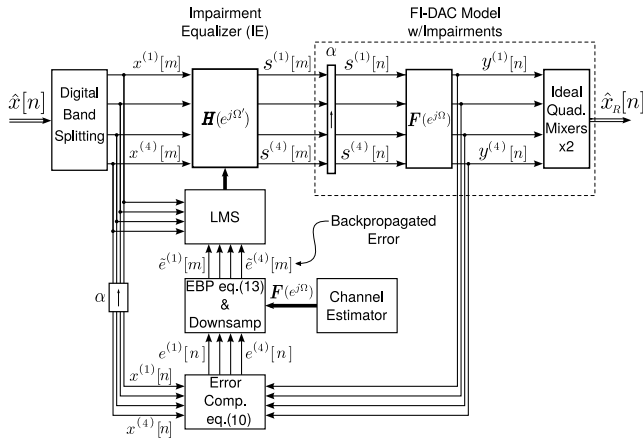 Impairment
Equalizer (IE)
FI-DAC Model
w/Impairments
x̂[n]
Digital
Band
Splitting
x^(1)[m]
x^(4)[m]
H(e^jΩ′)
s^(1)[m]
s^(4)[m]
α
↑
s^(1)[n]
s^(4)[n]
F(e^jΩ)
y^(1)[n]
y^(4)[n]
Ideal
Quad.
Mixers
x2
x̂_R[n]
LMS
Backpropagated
Error
ẽ^(1)[m]
ẽ^(4)[m]
α
↑
EBP eq.(13)
&
Downsamp
F(e^jΩ)
Channel
Estimator
e^(1)[n]
e^(4)[n]
x^(1)[n]
x^(4)[n]
Error
Comp.
eq.(10)